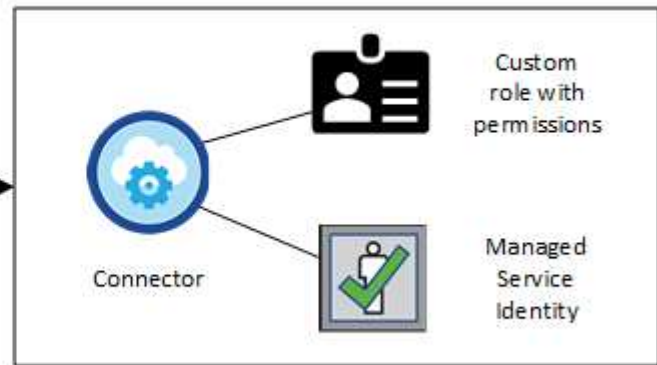 Custom
role with
permissions
Connector
Managed
Service
Identity